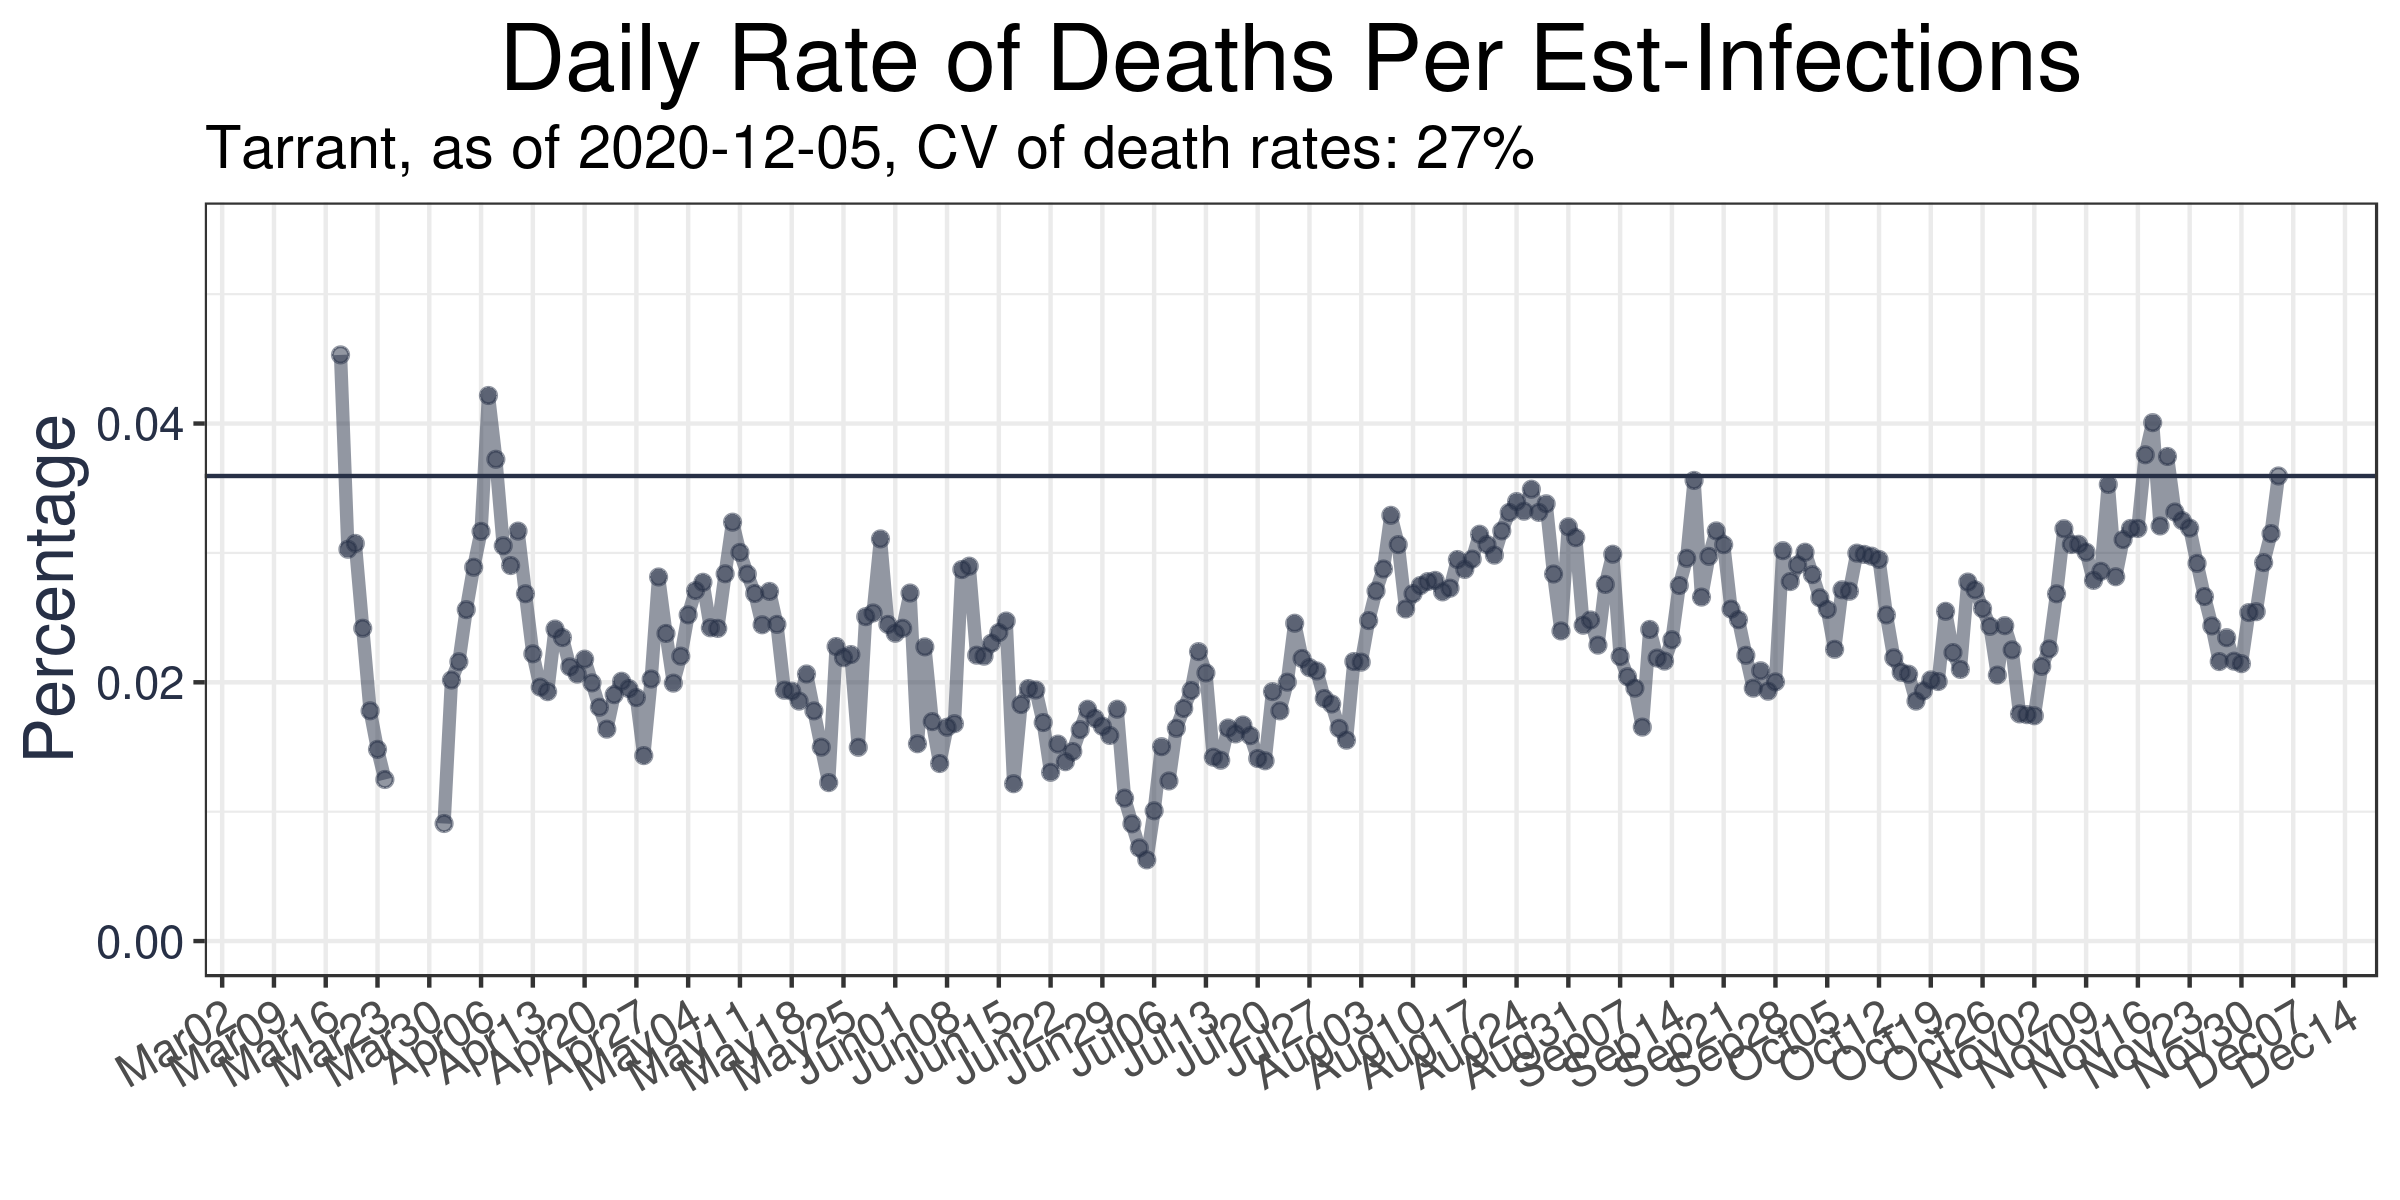 Daily Rate of Deaths Per Est-Infections
Tarrant, as of 2020-12-05, CV of death rates: 27%
Percentage
0.04
0.02
0.00
Mar02
Mar09
Mar16
Mar23
Mar30
Apr06
Apr13
Apr20
Apr27
May04
May11
May18
May25
Jun01
Jun08
Jun15
Jun22
Jun29
Jul06
Jul13
Jul20
Jul27
Aug03
Aug10
Aug17
Aug24
Aug31
Sep07
Sep14
Sep21
Sep28
Oct05
Oct12
Oct19
Oct26
Nov02
Nov09
Nov16
Nov23
Nov30
Dec07
Dec14